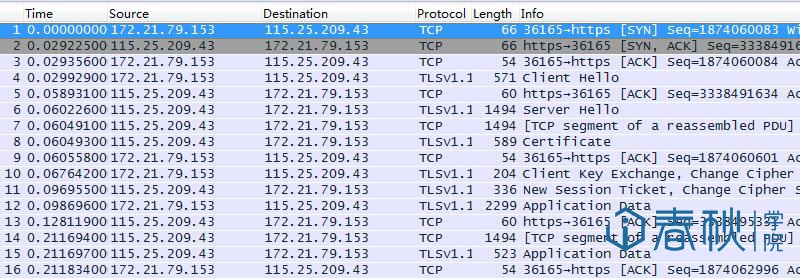 Time Source Destination Protocol Length Info
1 0.00000000 172.21.79.153 115.25.209.43 TCP 66 36165→https [SYN] Seq=1874060083 Wi
2 0.02922500 115.25.209.43 172.21.79.153 TCP 66 https→36165 [SYN, ACK] Seq=33384916
3 0.02935600 172.21.79.153 115.25.209.43 TCP 54 36165→https [ACK] Seq=1874060084 Ac
4 0.02992900 172.21.79.153 115.25.209.43 TLSv1.1 571 Client Hello
5 0.05893100 115.25.209.43 172.21.79.153 TCP 60 https→36165 [ACK] Seq=3338491634 Ac
6 0.06022600 115.25.209.43 172.21.79.153 TLSv1.1 1494 Server Hello
7 0.06049100 115.25.209.43 172.21.79.153 TCP 1494 [TCP segment of a reassembled PDU]
8 0.06049300 115.25.209.43 172.21.79.153 TLSv1.1 589 Certificate
9 0.06055800 172.21.79.153 115.25.209.43 TCP 54 36165→https [ACK] Seq=1874060601 Ac
10 0.06764200 172.21.79.153 115.25.209.43 TLSv1.1 204 Client Key Exchange, Change Cipher
11 0.09695500 115.25.209.43 172.21.79.153 TLSv1.1 336 New Session Ticket, Change Cipher S
12 0.09869600 172.21.79.153 115.25.209.43 TLSv1.1 2299 Application Data
13 0.12811900 115.25.209.43 172.21.79.153 TCP 60 https→36165 [ACK]
14 0.21169400 115.25.209.43 172.21.79.153 TCP 1494 [TCP segment of a reassembled PDU]
15 0.21169700 115.25.209.43 172.21.79.153 TLSv1.1 523 Application Data
16 0.21183400 172.21.79.153 115.25.209.43 TCP 54 36165→https [ACK] Seq=1874062996 Ac
春秋学院